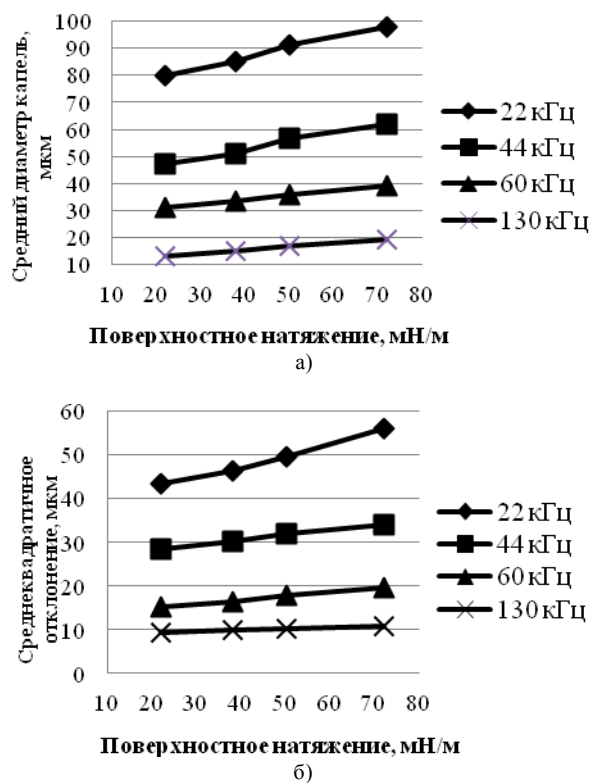 100
90
80
70
60
50
40
30
20
10
10 20 30 40 50 60 70 80
Средний диаметр капель,
мкм
22 кГц
44 кГц
60 кГц
130 кГц
Поверхностное натяжение, мН/м
а)
60
50
40
30
20
10
0
10 20 30 40 50 60 70 80
Среднеквадратичное
отклонение, мкм
22 кГц
44 кГц
60 кГц
130 кГц
Поверхностное натяжение, мН/м
б)